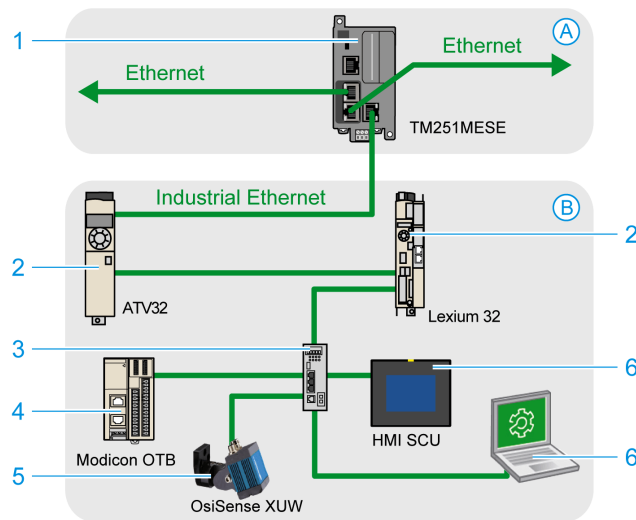 1
Ethernet
A
Ethernet
TM251MESE
Industrial Ethernet
B
2
2
ATV32
Lexium 32
3
6
4
HMI SCU
Modicon OTB
6
5
OsiSense XUW